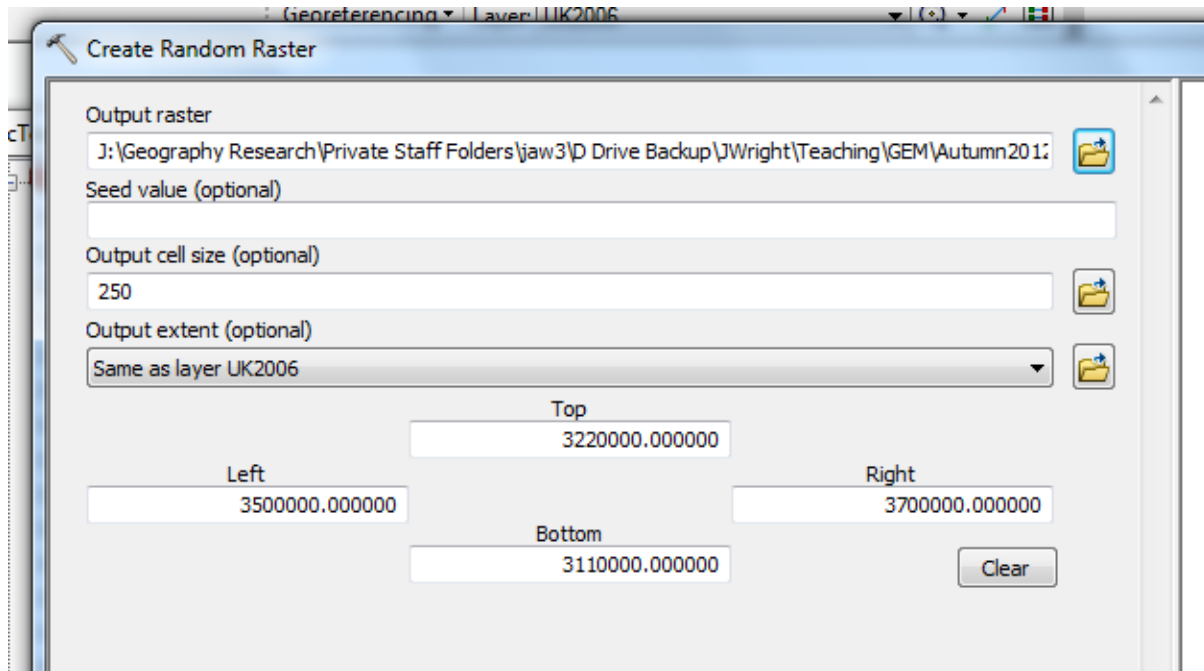 Georeferencing Layer: UK2006
Create Random Raster
Output raster
J:\Geography Research\Private Staff Folders\jaw3\D Drive Backup\JWright\Teaching\GEM\Autumn2012
Seed value (optional)
Output cell size (optional)
250
Output extent (optional)
Same as layer UK2006
Top
3220000.000000
Left
Right
3500000.000000
3700000.000000
Bottom
3110000.000000
Clear